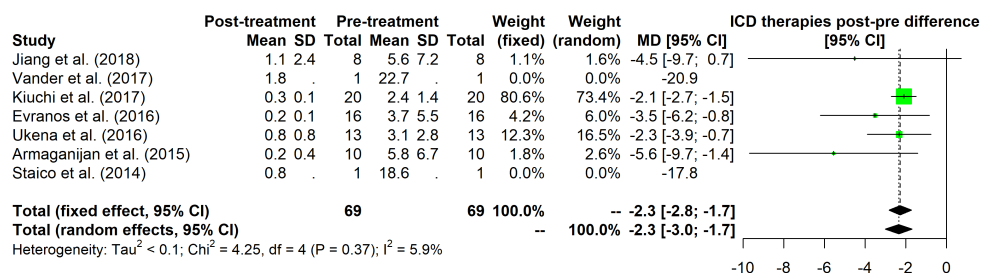 Post-treatment Pre-treatment Weight Weight ICD therapies post-pre difference
Study Mean SD Total Mean SD Total (fixed) (random) MD [95% CI] [95% CI]
Jiang et al. (2018) 1.1 2.4 8 5.6 7.2 8 1.1% 1.6% -4.5 [-9.7; 0.7]
Vander et al. (2017) 1.8 . 1 22.7 . 1 0.0% 0.0% -20.9
Kiuchi et al. (2017) 0.3 0.1 20 2.4 1.4 20 80.6% 73.4% -2.1 [-2.7; -1.5]
Evranos et al. (2016) 0.2 0.1 16 3.7 5.5 16 4.2% 6.0% -3.5 [-6.2; -0.8]
Ukena et al. (2016) 0.8 0.8 13 3.1 2.8 13 12.3% 16.5% -2.3 [-3.9; -0.7]
Armaganijan et al. (2015) 0.2 0.4 10 5.8 6.7 10 1.8% 2.6% -5.6 [-9.7; -1.4]
Staico et al. (2014) 0.8 . 1 18.6 . 1 0.0% 0.0% -17.8
Total (fixed effect, 95% CI) 69 69 100.0% -- -2.3 [-2.8; -1.7]
Total (random effects, 95% CI) -- 100.0% -2.3 [-3.0; -1.7]
Heterogeneity: Tau² < 0.1; Chi² = 4.25, df = 4 (P = 0.37); I² = 5.9%
-10 -8 -6 -4 -2 0